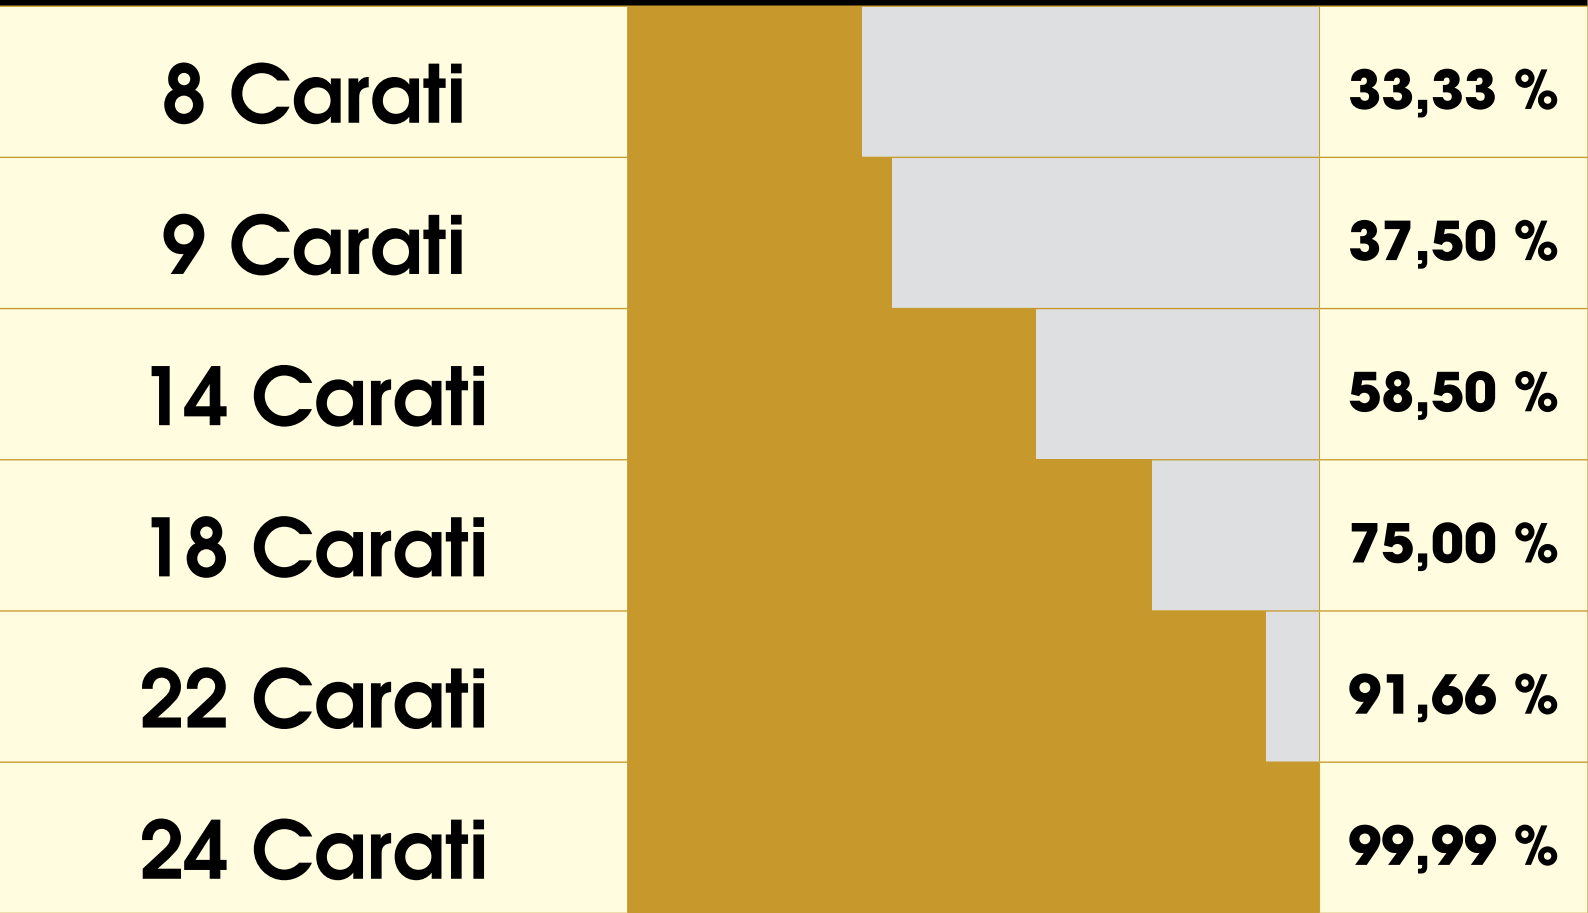 8 Carati 33,33 %
9 Carati 37,50 %
14 Carati 58,50 %
18 Carati 75,00 %
22 Carati 91,66 %
24 Carati 99,99 %